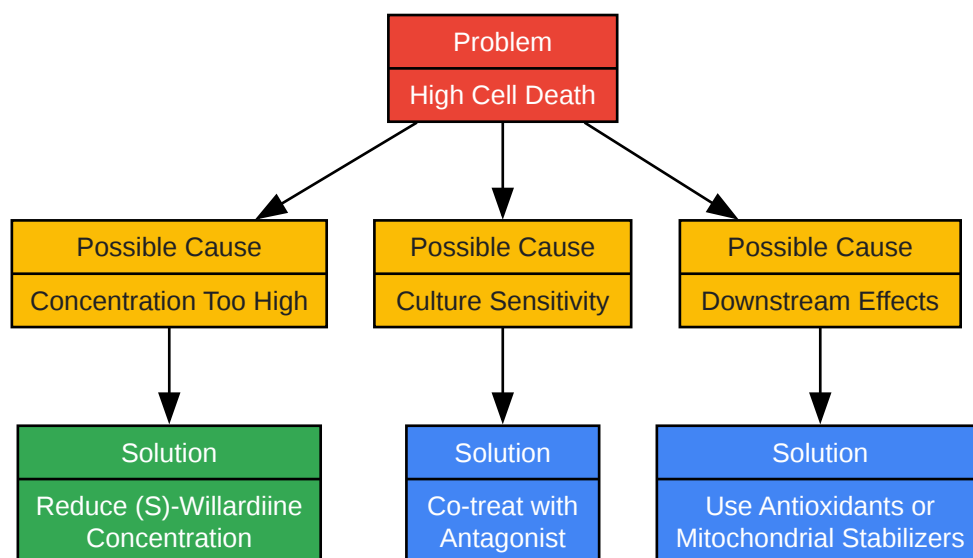 Problem
High Cell Death
Possible Cause
Concentration Too High
Possible Cause
Culture Sensitivity
Possible Cause
Downstream Effects
Solution
Reduce (S)-Willardiine
Concentration
Solution
Co-treat with
Antagonist
Solution
Use Antioxidants or
Mitochondrial Stabilizers